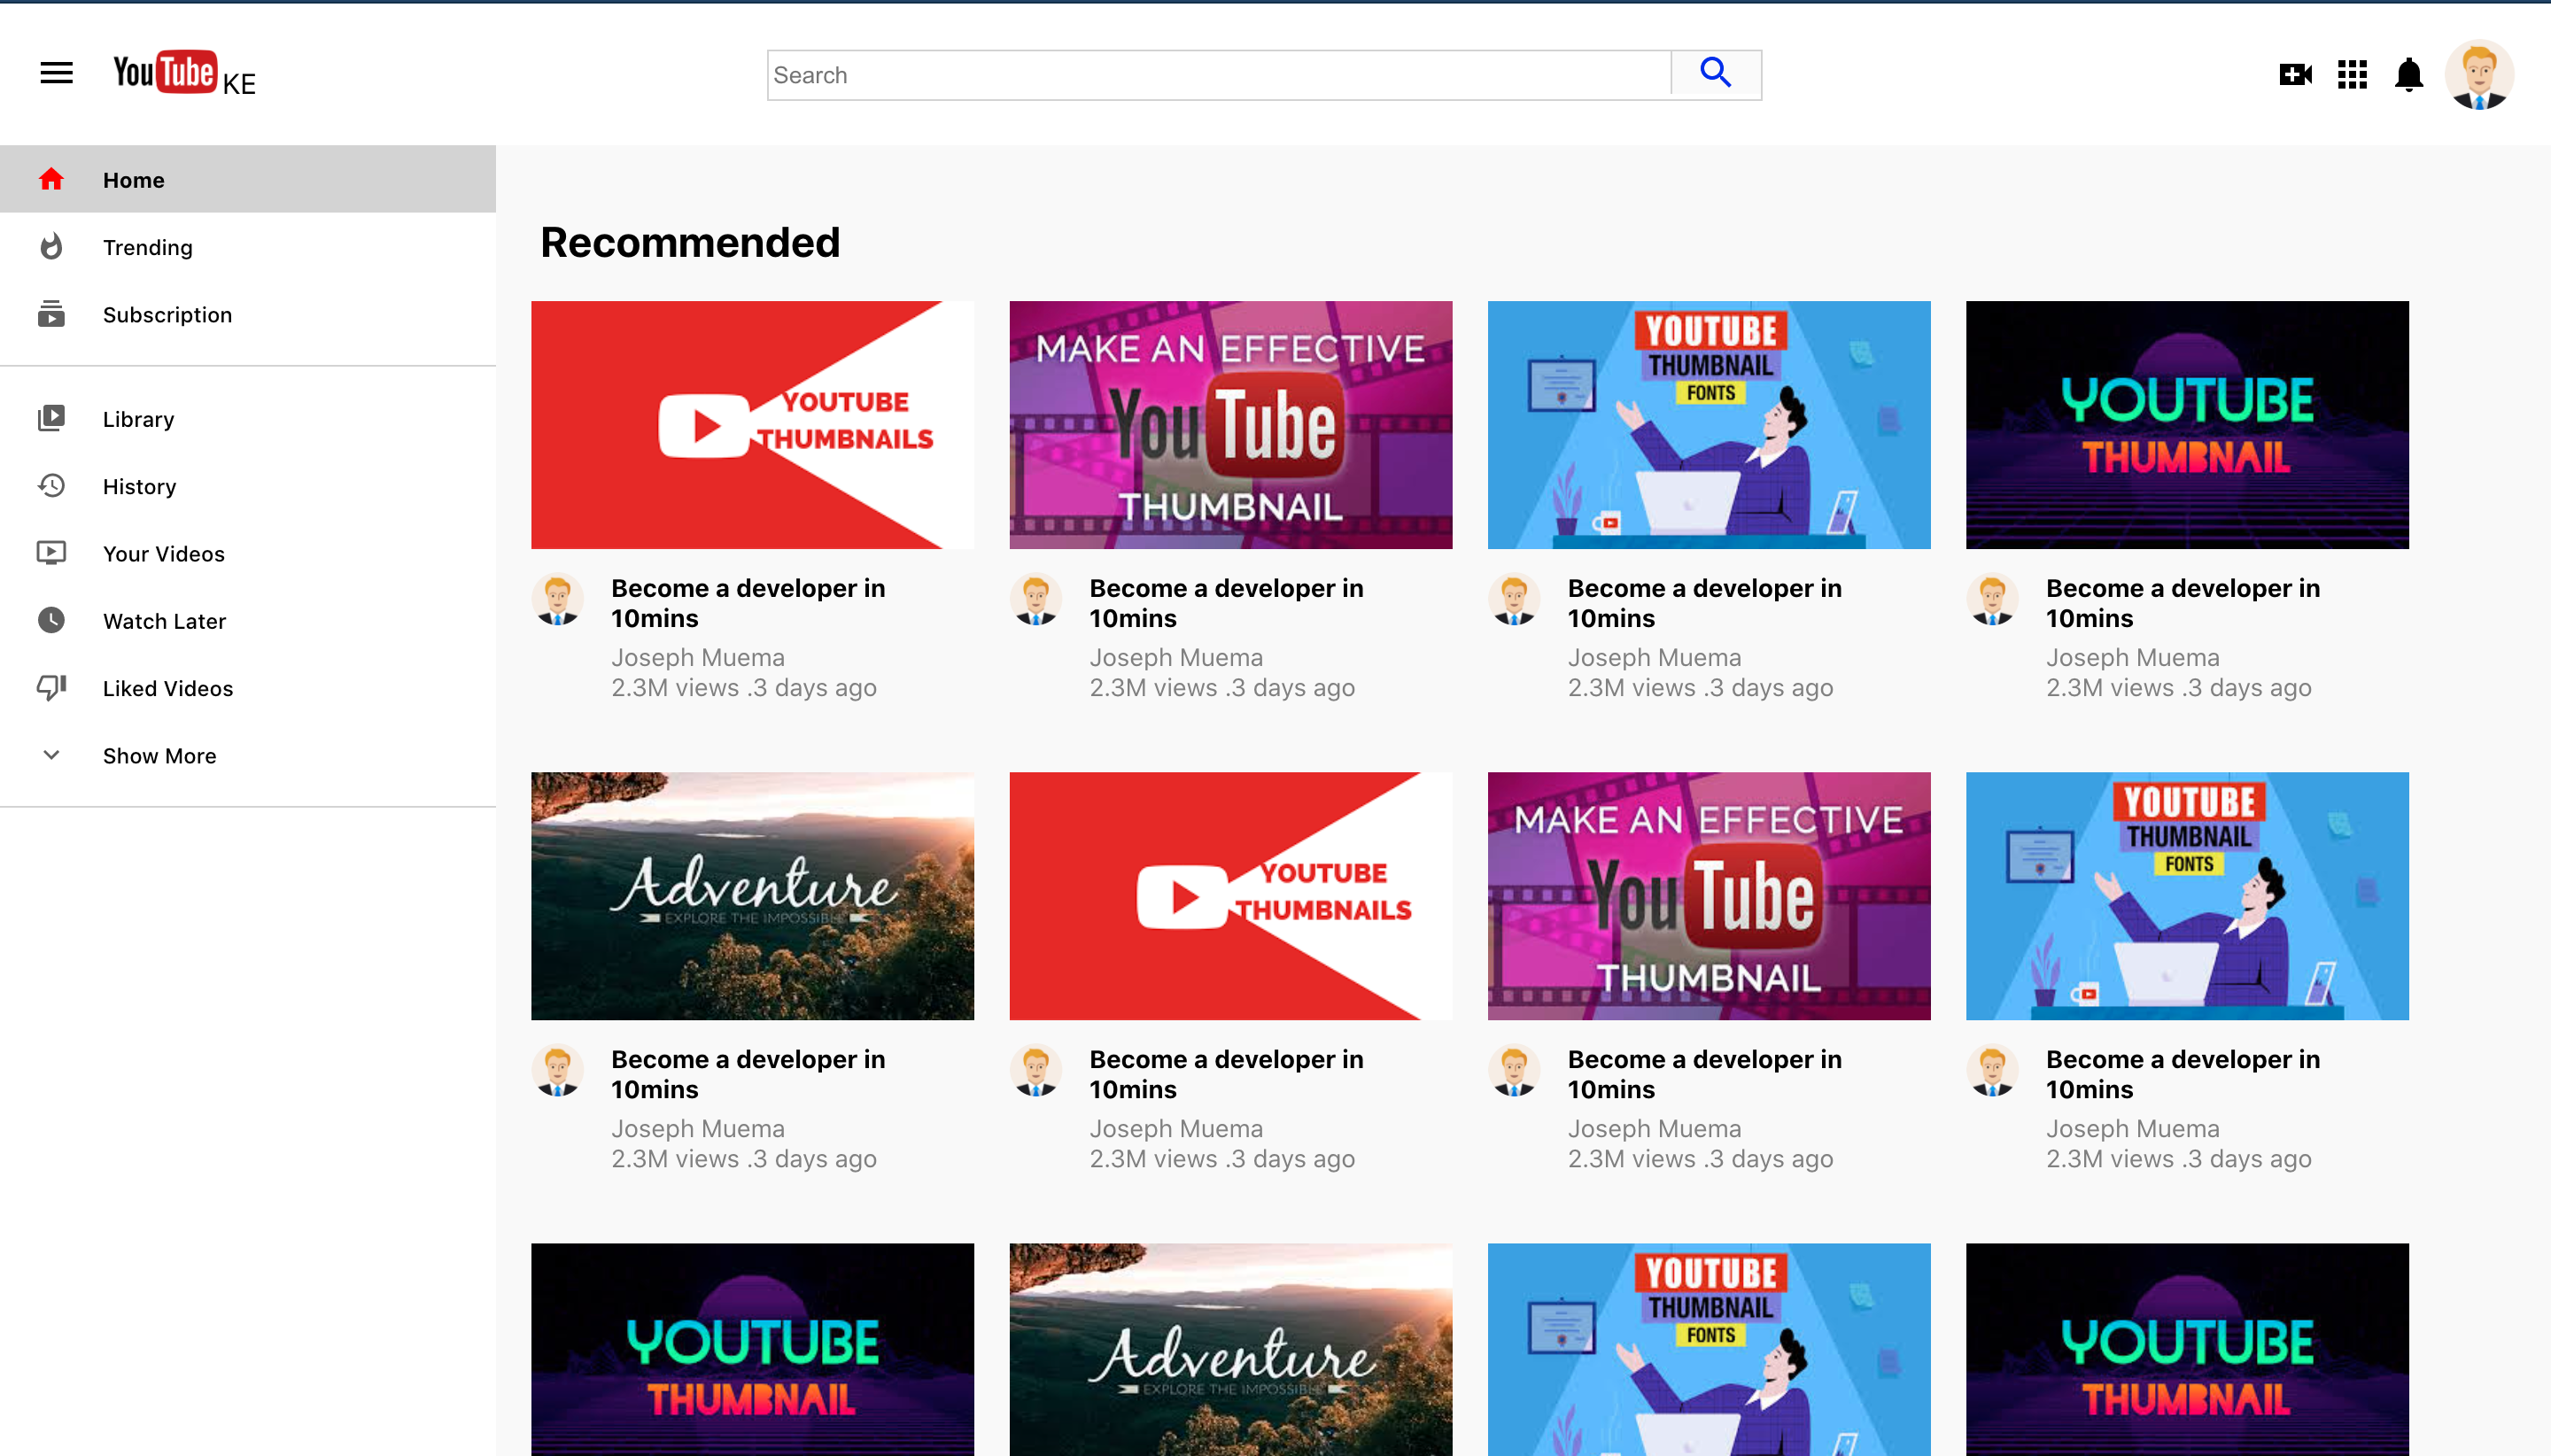 YouTube KE
Search
Home
Trending
Subscription
Library
History
Your Videos
Watch Later
Liked Videos
Show More
Recommended
YOUTUBE
THUMBNAILS
Become a developer in
10mins
Joseph Muema
2.3M views .3 days ago
MAKE AN EFFECTIVE
YouTube
THUMBNAIL
Become a developer in
10mins
Joseph Muema
2.3M views .3 days ago
YOUTUBE
THUMBNAIL
FONTS
Become a developer in
10mins
Joseph Muema
2.3M views .3 days ago
YOUTUBE
THUMBNAIL
Become a developer in
10mins
Joseph Muema
2.3M views .3 days ago
Adventure
EXPLORE THE IMPOSSIBLE
Become a developer in
10mins
Joseph Muema
2.3M views .3 days ago
YOUTUBE
THUMBNAILS
Become a developer in
10mins
Joseph Muema
2.3M views .3 days ago
MAKE AN EFFECTIVE
YouTube
THUMBNAIL
Become a developer in
10mins
Joseph Muema
2.3M views .3 days ago
YOUTUBE
THUMBNAIL
FONTS
Become a developer in
10mins
Joseph Muema
2.3M views .3 days ago
YOUTUBE
THUMBNAIL
Adventure
EXPLORE THE IMPOSSIBLE
YOUTUBE
THUMBNAIL
FONTS
YOUTUBE
THUMBNAIL